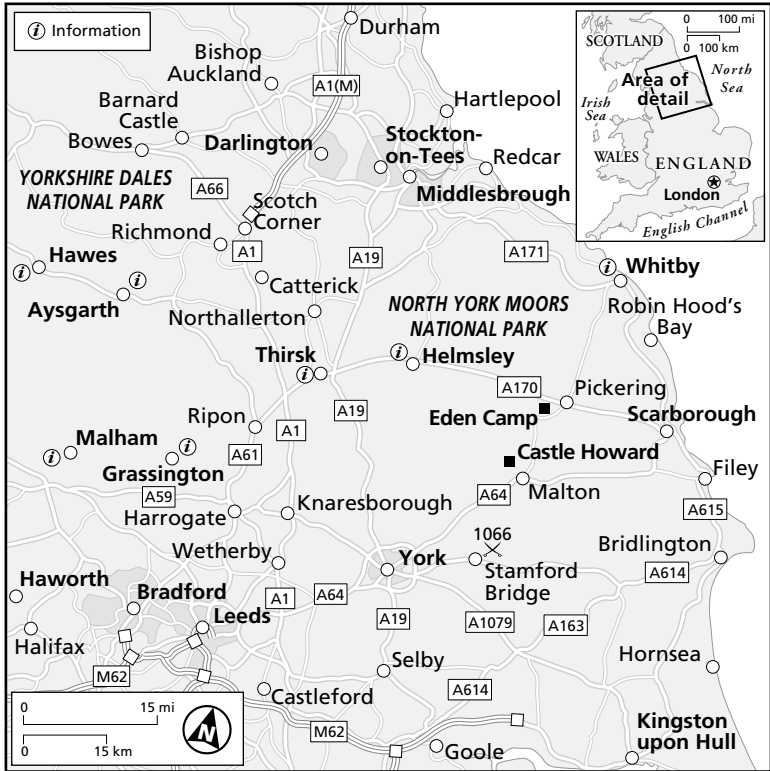 i Information
Durham
Bishop
Auckland
A1(M)
Hartlepool
Barnard
Castle
Bowes
Darlington
Stockton-
on-Tees
Redcar
Middlesbrough
YORKSHIRE DALES
NATIONAL PARK
A66
Scotch
Corner
Richmond
A1
A19
A171
Hawes
i
i
Aysgarth
Catterick
Northallerton
NORTH YORK MOORS
NATIONAL PARK
i
Whitby
Robin Hood's
Bay
Thirsk
i
i
Helmsley
A170
Pickering
Eden Camp
Scarborough
Ripon
A1
A19
Malham
i
i
Grassington
A61
Castle Howard
A64
Malton
Filey
A59
Harrogate
Knaresborough
A615
1066
Wetherby
York
Stamford
Bridge
Bridlington
A614
Haworth
Bradford
Leeds
A1
A64
A19
A1079
A163
Halifax
M62
Selby
A614
Hornsea
Castleford
M62
Goole
Kingston
upon Hull
0 15 mi
0 15 km
N
0 100 mi
0 100 km
SCOTLAND
Area of
detail
North
Sea
Irish
Sea
WALES
ENGLAND
London
English Channel